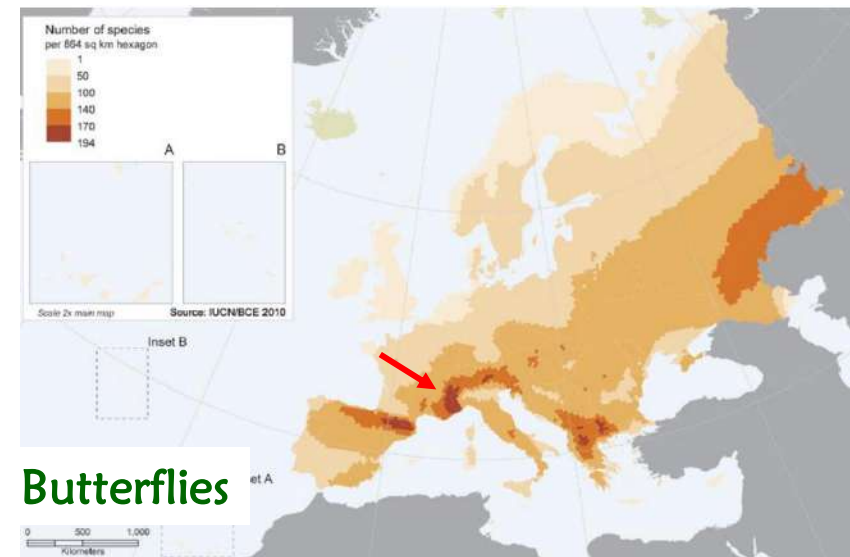 Number of species
per 864 sq km hexagon
1
50
100
140
170
194
A
B
Scale 2x main map
Source: IUCN/BCE 2010
Inset B
et A
Butterflies
0 500 1,000
Kilometers